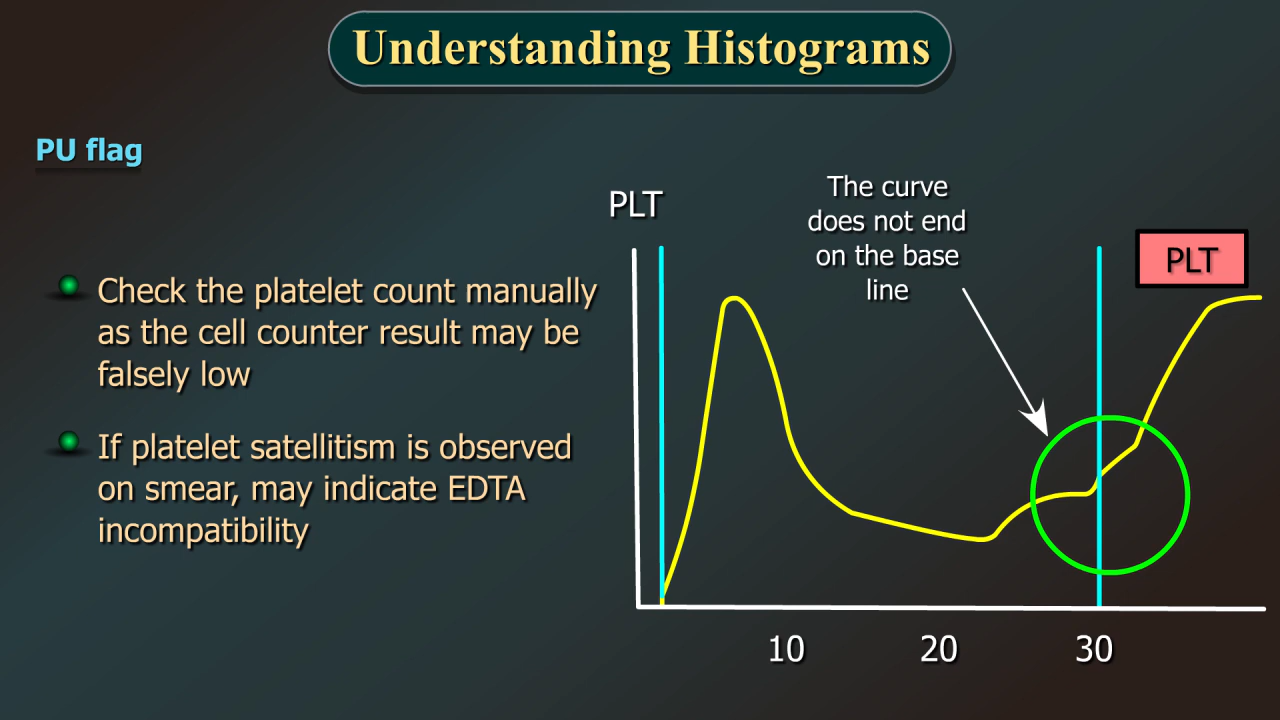 Understanding Histograms
PU flag
Check the platelet count manually
as the cell counter result may be
falsely low
If platelet satellitism is observed
on smear, may indicate EDTA
incompatibility
PLT
The curve
does not end
on the base
line
PLT
10 20 30